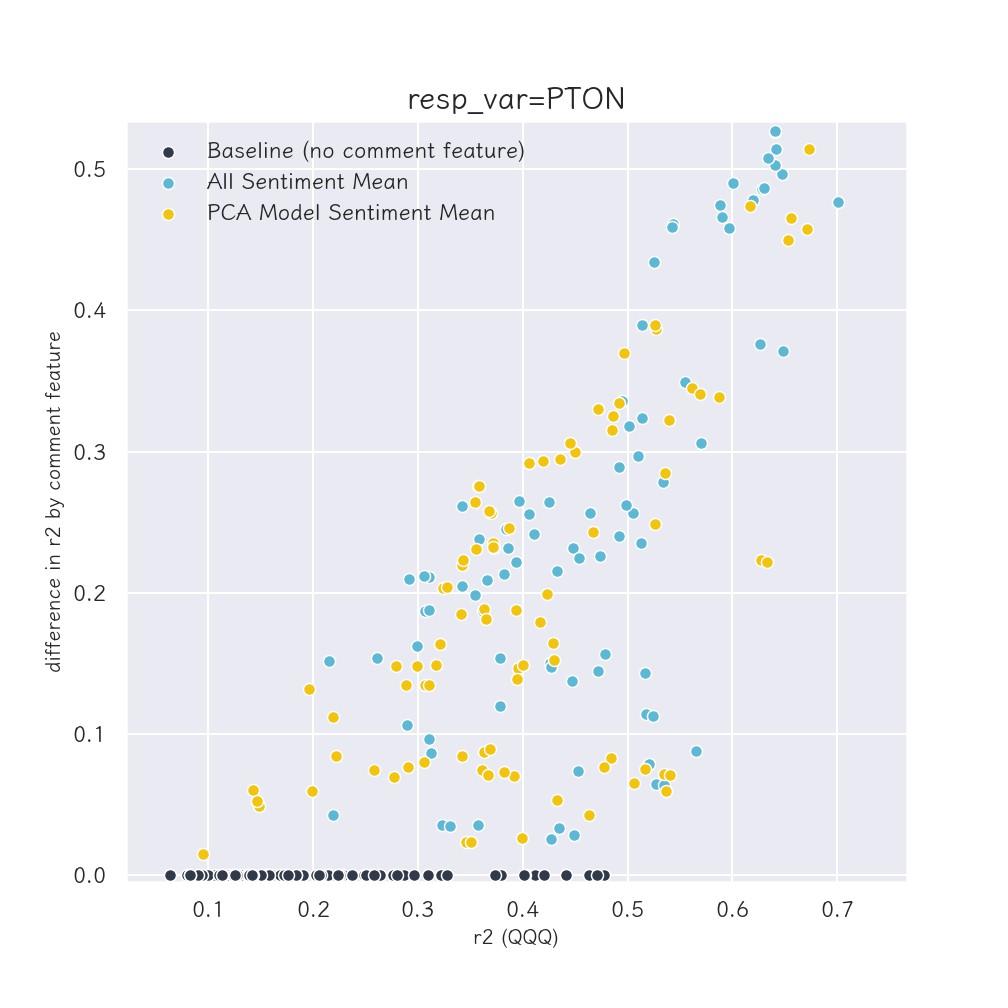 resp_var=PTON
Baseline (no comment feature)
All Sentiment Mean
PCA Model Sentiment Mean
difference in r2 by comment feature
0.5
0.4
0.3
0.2
0.1
0.0
0.1 0.2 0.3 0.4 0.5 0.6 0.7
r2 (QQQ)